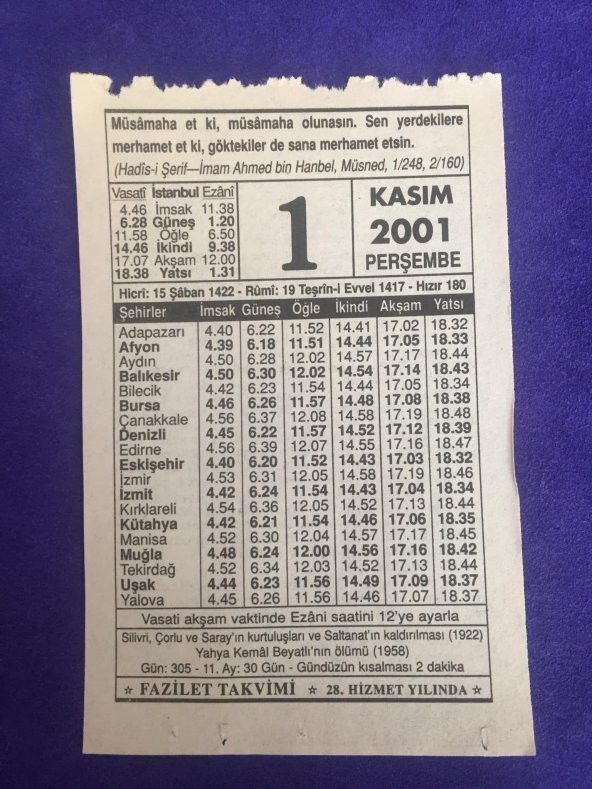 Müsâmaha et ki, müsâmaha olunasın. Sen yerdekilere
merhamet et ki, göktekiler de sana merhamet etsin.
(Hadîs-i Şerif—İmam Ahmed bin Hanbel, Müsned, 1/248, 2/160)
Vasatî İstanbul Ezânî
4.46 İmsak 11.38
6.28 Güneş 1.20
11.58 Öğle 6.50
14.46 İkindi 9.38
17.07 Akşam 12.00
18.38 Yatsı 1.31
1
KASIM
2001
PERŞEMBE
Hicrî: 15 Şâban 1422 - Rûmî: 19 Teşrîn-i Evvel 1417 - Hızır 180
Şehirler İmsak Güneş Öğle İkindi Akşam Yatsı
Adapazarı 4.40 6.22 11.52 14.41 17.02 18.32
Afyon 4.39 6.18 11.51 14.44 17.05 18.33
Aydın 4.50 6.28 12.02 14.57 17.17 18.44
Balıkesir 4.50 6.30 12.02 14.54 17.14 18.43
Bilecik 4.42 6.23 11.54 14.44 17.05 18.34
Bursa 4.46 6.26 11.57 14.48 17.08 18.38
Çanakkale 4.56 6.37 12.08 14.58 17.19 18.48
Denizli 4.45 6.22 11.57 14.52 17.12 18.39
Edirne 4.56 6.39 12.07 14.55 17.16 18.47
Eskişehir 4.40 6.20 11.52 14.43 17.03 18.32
İzmir 4.53 6.31 12.05 14.58 17.19 18.46
İzmit 4.42 6.24 11.54 14.43 17.04 18.34
Kırklareli 4.54 6.36 12.05 14.52 17.13 18.44
Kütahya 4.42 6.21 11.54 14.46 17.06 18.35
Manisa 4.52 6.30 12.04 14.57 17.17 18.45
Muğla 4.48 6.24 12.00 14.56 17.16 18.42
Tekirdağ 4.52 6.34 12.03 14.52 17.13 18.44
Uşak 4.44 6.23 11.56 14.49 17.09 18.37
Yalova 4.45 6.26 11.56 14.46 17.07 18.37
Vasati akşam vaktinde Ezâni saatini 12'ye ayarla
Silivri, Çorlu ve Saray'ın kurtuluşları ve Saltanat'ın kaldırılması (1922)
Yahya Kemâl Beyatlı'nın ölümü (1958)
Gün: 305 - 11. Ay: 30 Gün - Gündüzün kısalması 2 dakika
☆ FAZİLET TAKVİMİ ☆ 28. HİZMET YILINDA ☆